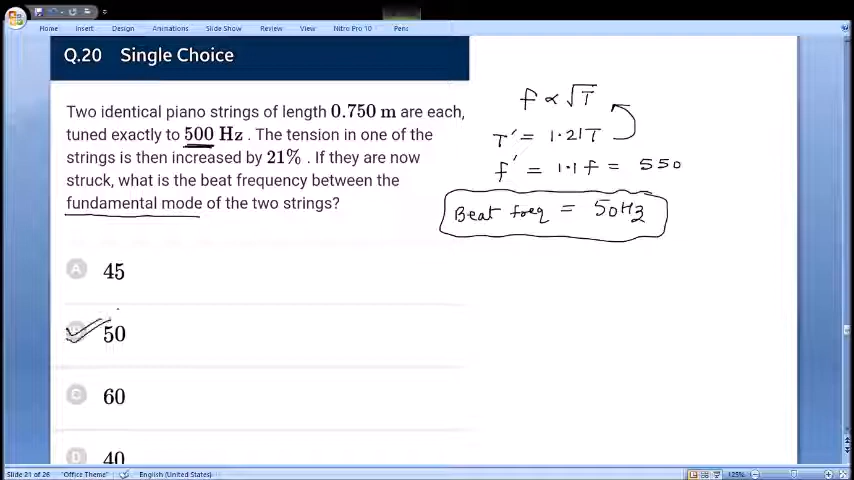 Home Insert Design Animations Slide Show Review View Nitro Pro 10 Pens
Q.20 Single Choice
Two identical piano strings of length 0.750 m are each,
tuned exactly to 500 Hz . The tension in one of the
strings is then increased by 21% . If they are now
struck, what is the beat frequency between the
fundamental mode of the two strings?
A 45
50
C 60
D 40
f ∝ √T
T' = 1.21T
f' = 1.1f = 550
Beat freq = 50Hz
Slide 21 of 26 "Office Theme" English (United States) 125%